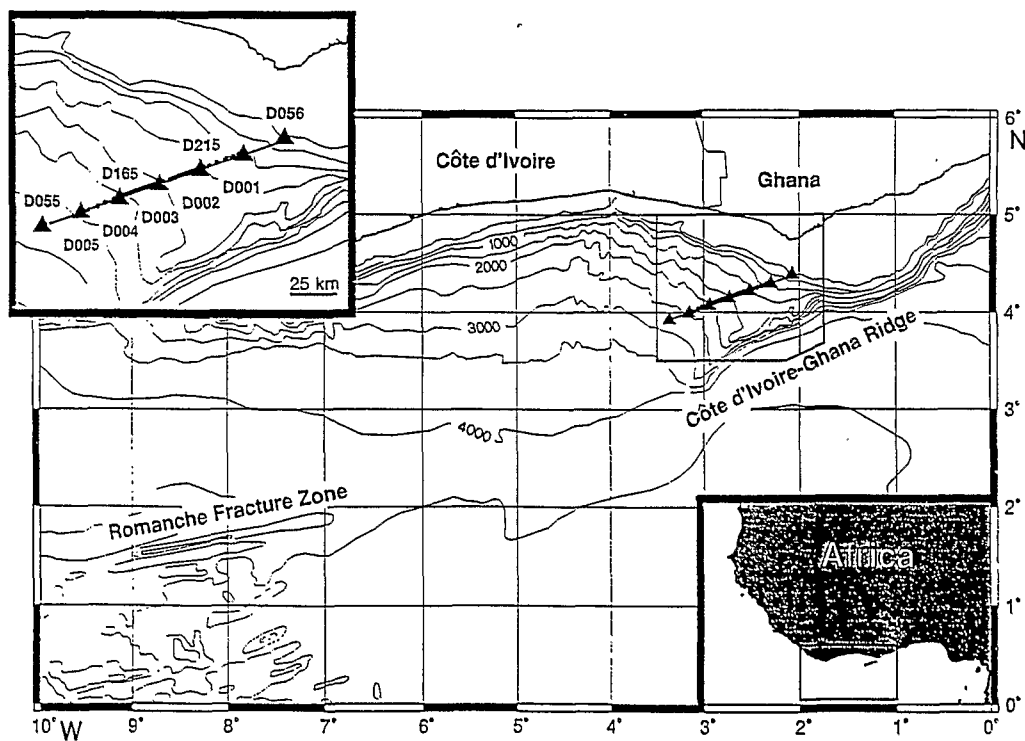 D056
D215
D165
D001
D055
D002
D003
D004
D005
25 km
6°
N
Côte d'Ivoire
Ghana
5°
1000
2000
4°
3000
Côte d'Ivoire-Ghana Ridge
3°
4000
2°
Romanche Fracture Zone
Africa
1°
0°
10°
W
9°
8°
7°
6°
5°
4°
3°
2°
1°
0°